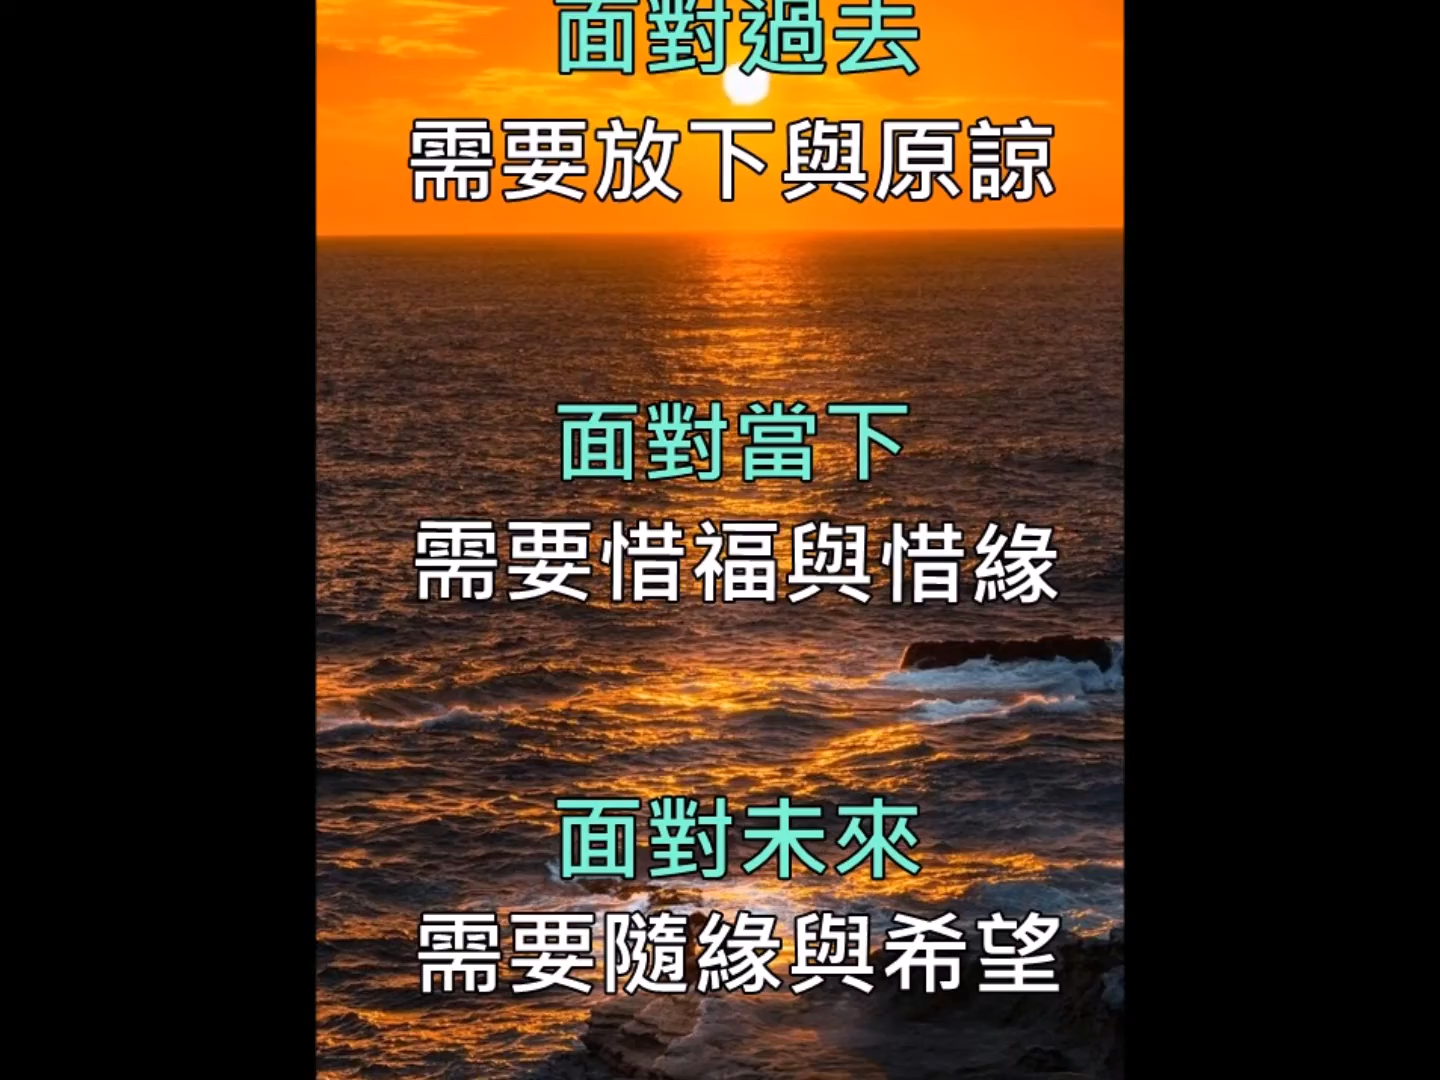 面對過去
需要放下與原諒
面對當下
需要惜福與惜緣
面對未來
需要隨緣與希望